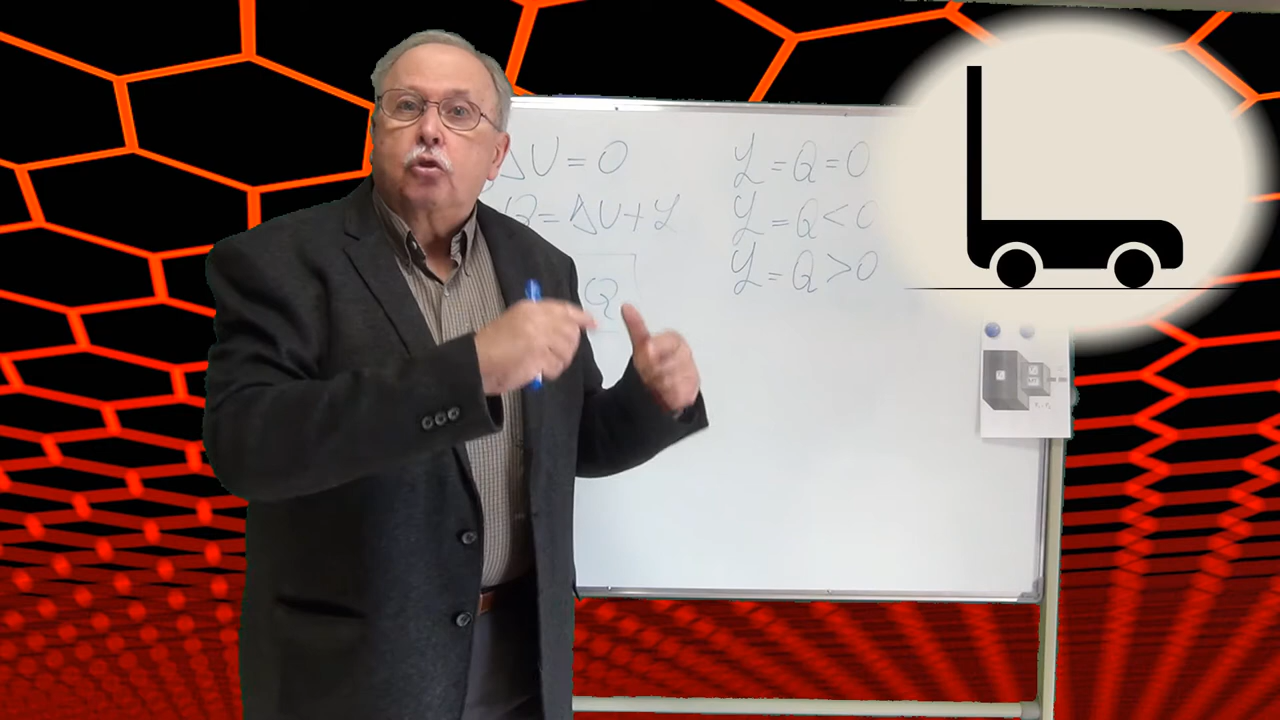 ΔU = 0
Q = ΔU + ℒ
Q
ℒ = Q = 0
ℒ = Q < 0
ℒ = Q > 0